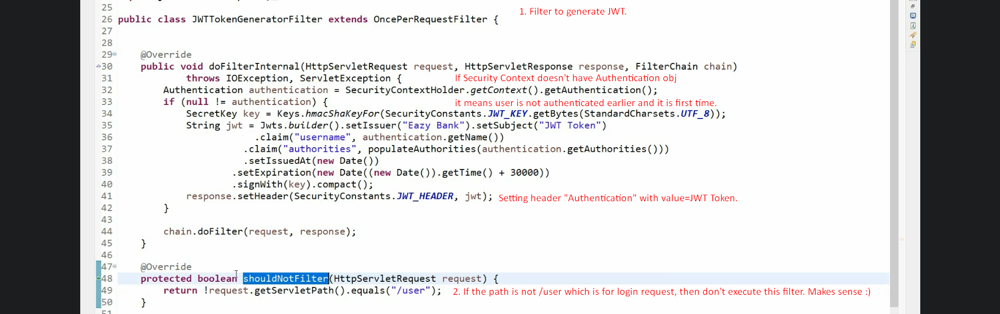 25
1. Filter to generate JWT.
26 public class JWTTokenGeneratorFilter extends OncePerRequestFilter {
27
28
29 @Override
30 public void doFilterInternal(HttpServletRequest request, HttpServletResponse response, FilterChain chain)
31 throws IOException, ServletException { If Security Context doesn't have Authentication obj
32 Authentication authentication = SecurityContextHolder.getContext().getAuthentication();
33 if (null != authentication) { it means user is not authenticated earlier and it is first time.
34 SecretKey key = Keys.hmacShaKeyFor(SecurityConstants.JWT_KEY.getBytes(StandardCharsets.UTF_8));
35 String jwt = Jwts.builder().setIssuer("Eazy Bank").setSubject("JWT Token")
36 .claim("username", authentication.getName())
37 .claim("authorities", populateAuthorities(authentication.getAuthorities()))
38 .setIssuedAt(new Date())
39 .setExpiration(new Date((new Date()).getTime() + 30000))
40 .signWith(key).compact();
41 response.setHeader(SecurityConstants.JWT_HEADER, jwt); Setting header "Authentication" with value=JWT Token.
42 }
43
44 chain.doFilter(request, response);
45 }
46
47 @Override
48 protected boolean shouldNotFilter(HttpServletRequest request) {
49 return !request.getServletPath().equals("/user"); 2. If the path is not /user which is for login request, then don't execute this filter. Makes sense :)
50 }
51